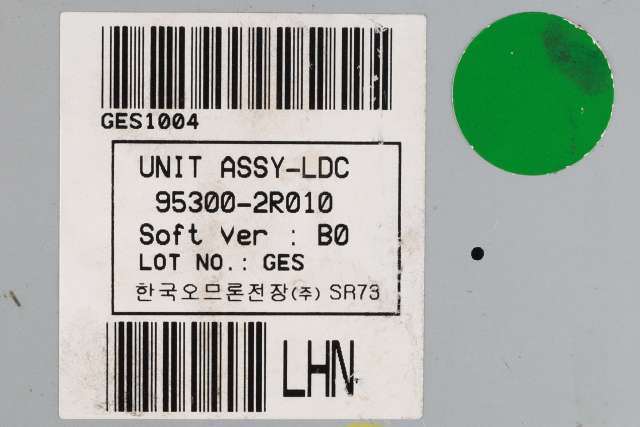 GES1004
UNIT ASSY-LDC
95300-2R010
Soft Ver : B0
LOT NO.: GES
한국오므론전장(주) SR73
LHN